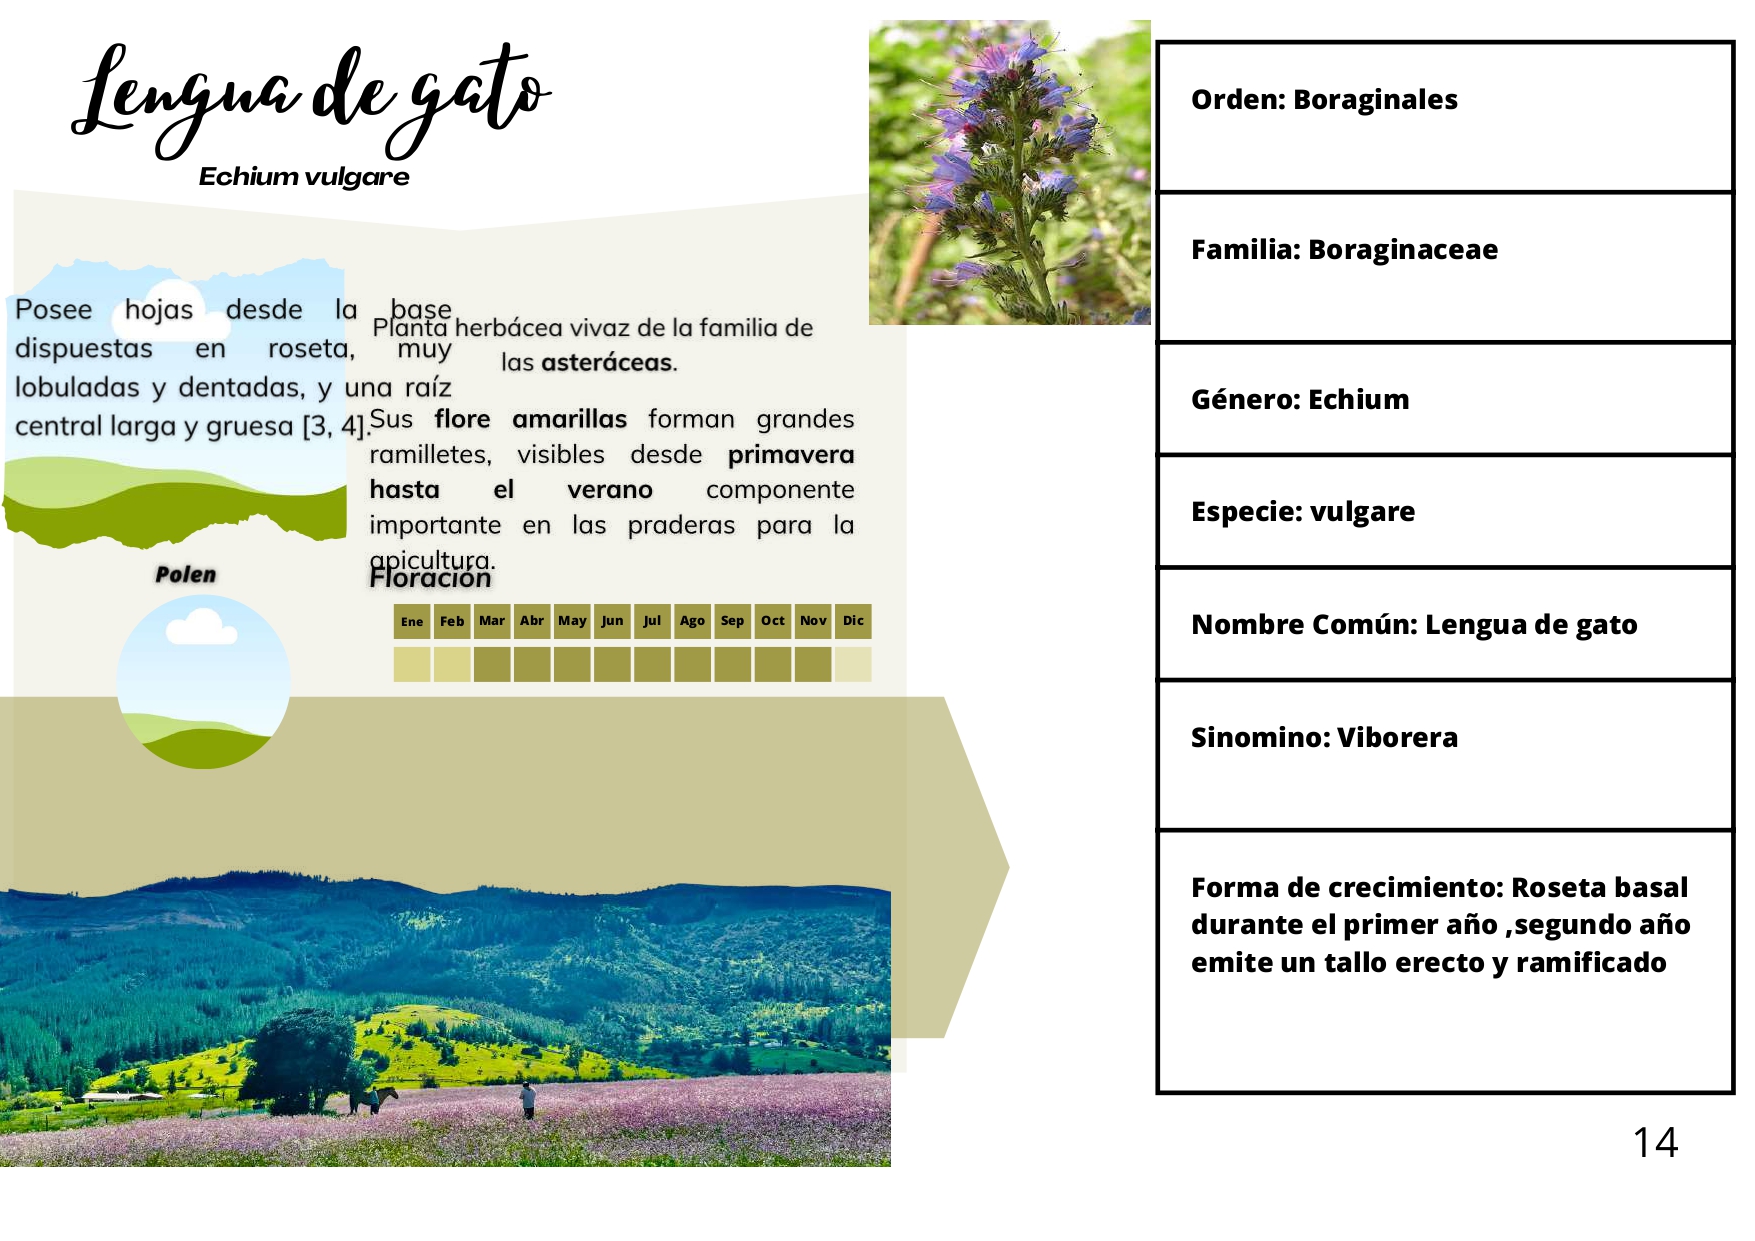 Lengua de gato
Echium vulgare
Posee hojas desde la base
dispuestas en roseta, muy
lobuladas y dentadas, y una raíz
central larga y gruesa [3, 4].
Planta herbácea vivaz de la familia de
las asteráceas.
Sus flore amarillas forman grandes
ramilletes, visibles desde primavera
hasta el verano componente
importante en las praderas para la
apicultura.
Polen
Floración
Ene Feb Mar Abr May Jun Jul Ago Sep Oct Nov Dic
Orden: Boraginales
Familia: Boraginaceae
Género: Echium
Especie: vulgare
Nombre Común: Lengua de gato
Sinomino: Viborera
Forma de crecimiento: Roseta basal
durante el primer año ,segundo año
emite un tallo erecto y ramificado
14